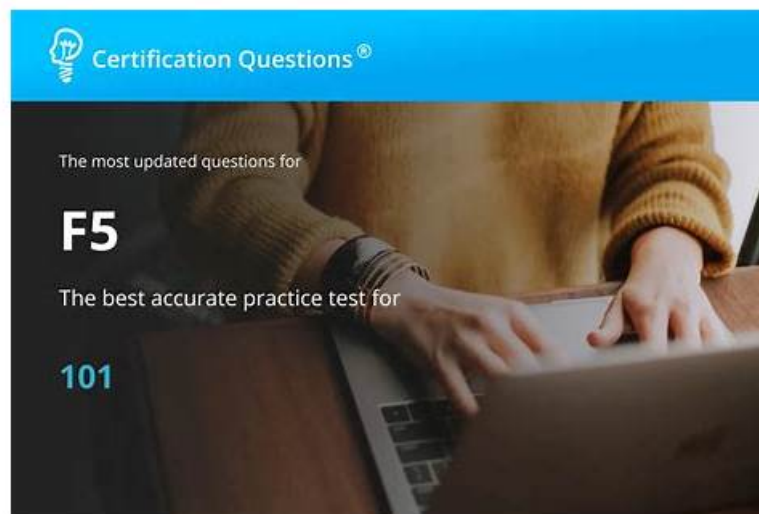 Certification Questions®
The most updated questions for
F5
The best accurate practice test for
101